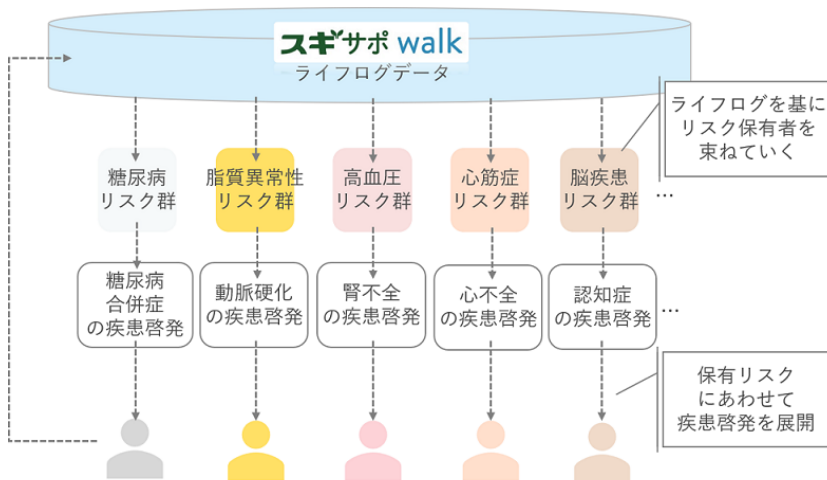 スギサポ walk
ライフログデータ
ライフログを基に
リスク保有者を
束ねていく
糖尿病
リスク群
脂質異常性
リスク群
高血圧
リスク群
心筋症
リスク群
脳疾患
リスク群
…
糖尿病
合併症
の疾患啓発
動脈硬化
の疾患啓発
腎不全
の疾患啓発
心不全
の疾患啓発
認知症
の疾患啓発
…
保有リスク
にあわせて
疾患啓発を展開